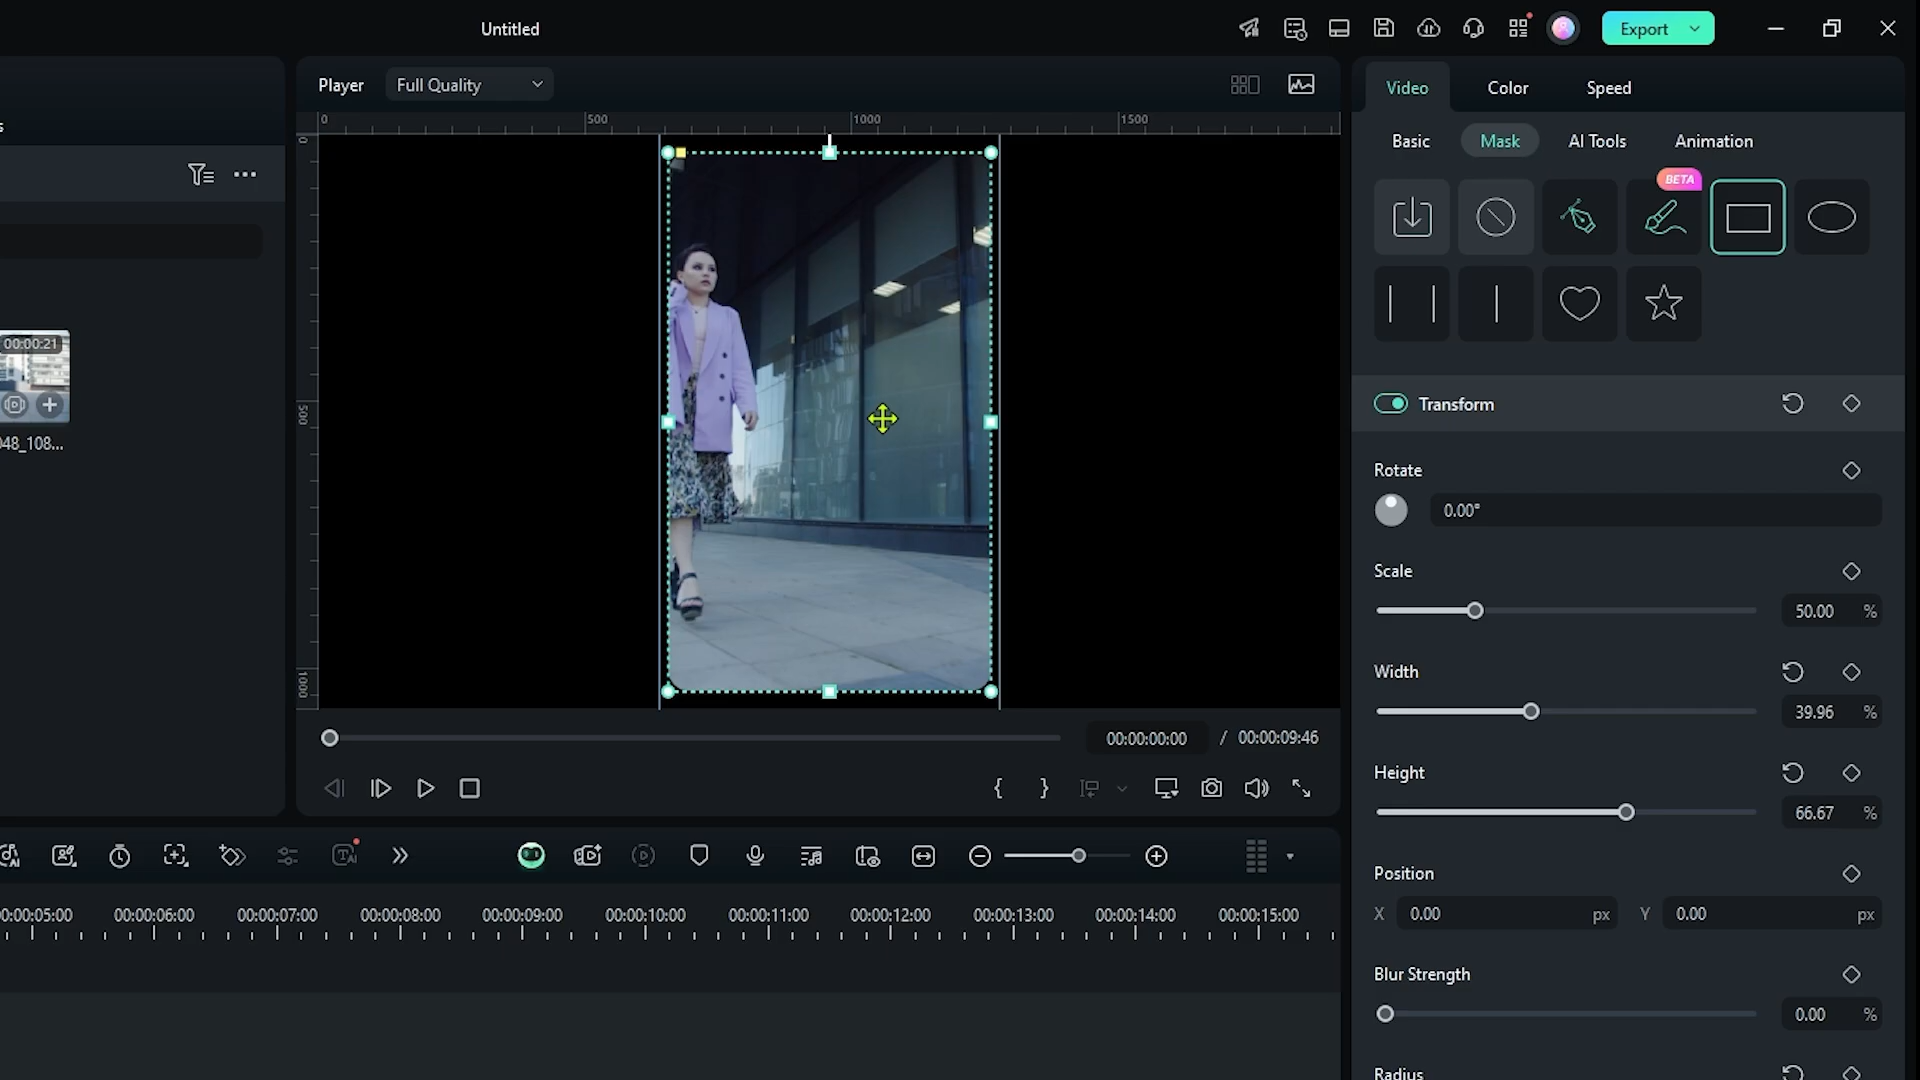 Untitled
Export
Player
Full Quality
0
500
1000
1500
0
500
1000
s
00:00:21
048_108...
00:00:00:00
/
00:00:09:46
Video
Color
Speed
Basic
Mask
AI Tools
Animation
BETA
Transform
Rotate
0.00°
Scale
50.00 %
Width
39.96 %
Height
66.67 %
Position
X 0.00 px
Y 0.00 px
Blur Strength
0.00 %
Radius
AI
TAI
0:00:05:00
00:00:06:00
00:00:07:00
00:00:08:00
00:00:09:00
00:00:10:00
00:00:11:00
00:00:12:00
00:00:13:00
00:00:14:00
00:00:15:00